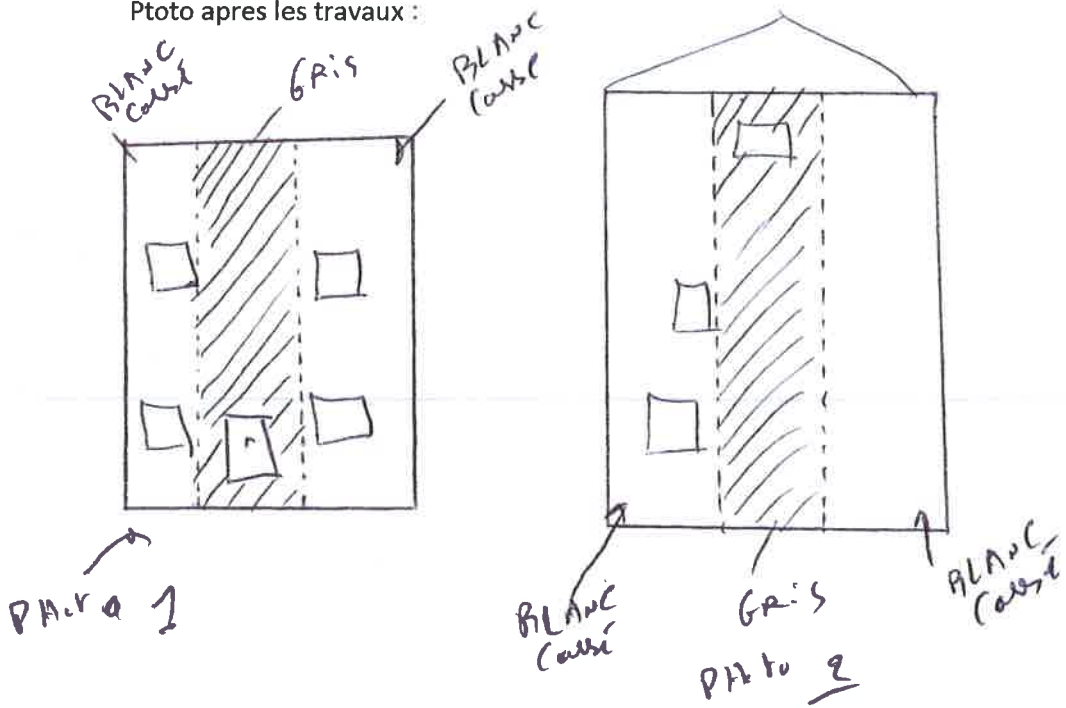 Ptoto apres les travaux :
BLANC
Cassé
GRIS
BLANC
Cassé
PHoto 1
BLANC
Cassé
GRiS
BLANC
Cassé
PHoto 2